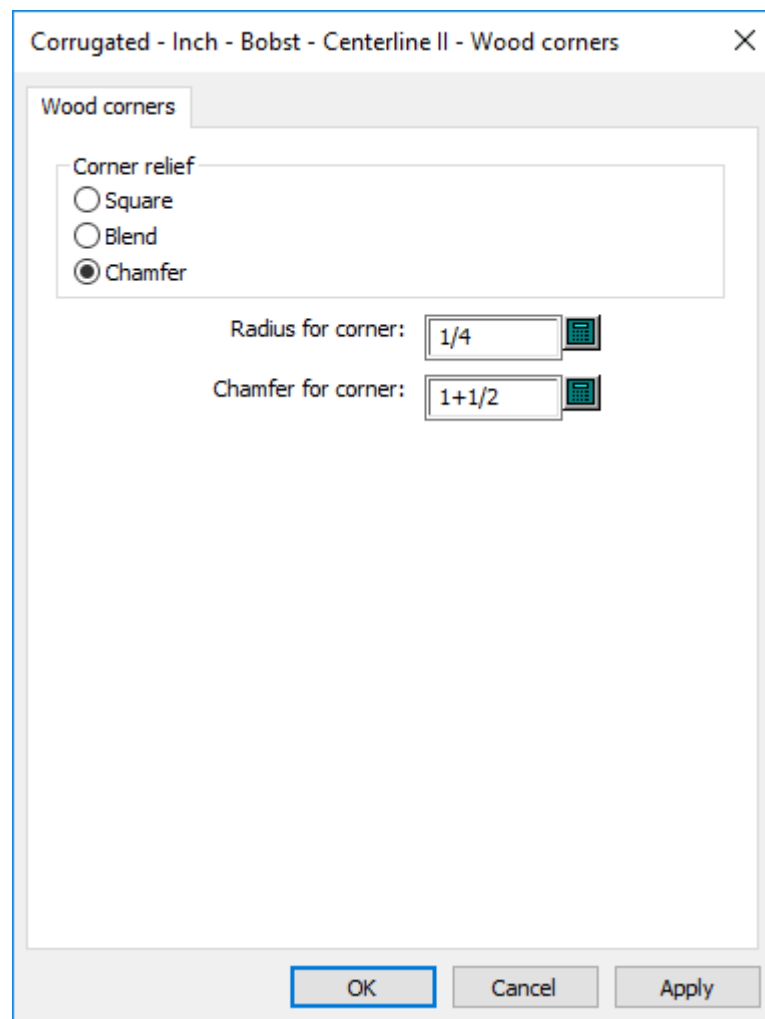 Corrugated - Inch - Bobst - Centerline II - Wood corners
Wood corners
Corner relief
Square
Blend
Chamfer
Radius for corner: 1/4
Chamfer for corner: 1+1/2
OK Cancel Apply